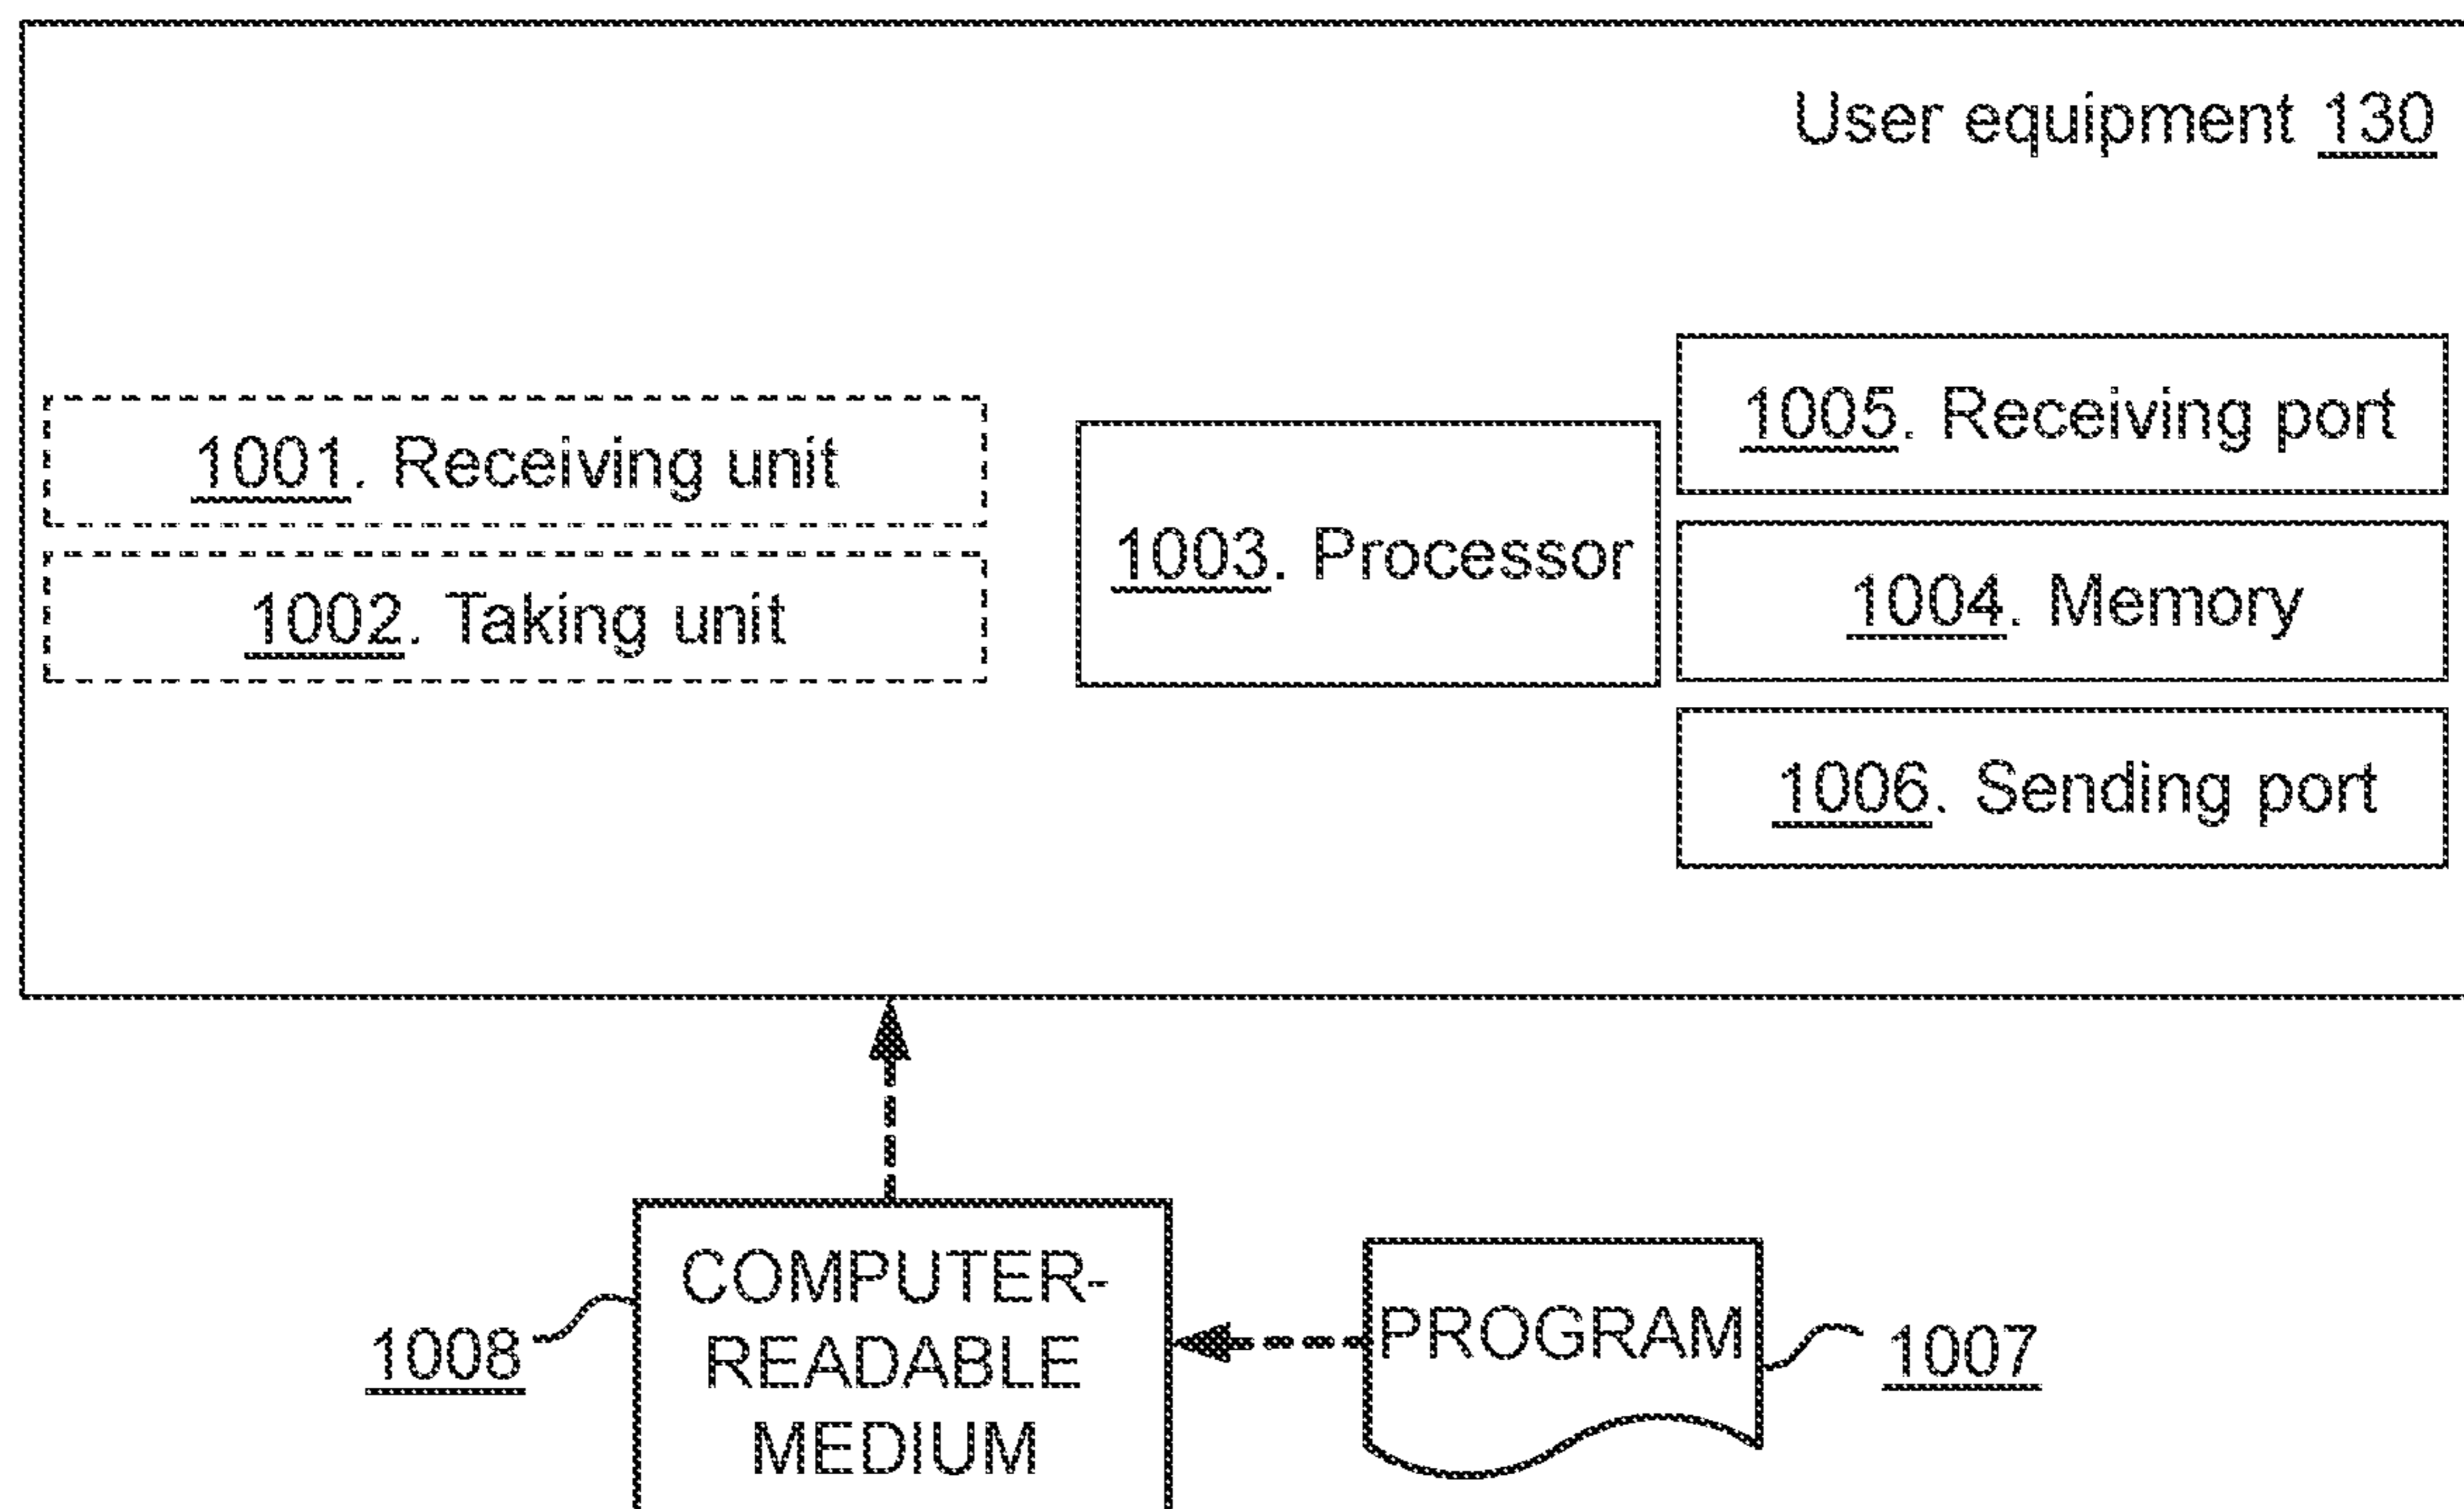 User equipment 130
1001. Receiving unit
1002. Taking unit
1003. Processor
1005. Receiving port
1004. Memory
1006. Sending port
1008
COMPUTER-
READABLE
MEDIUM
PROGRAM
1007